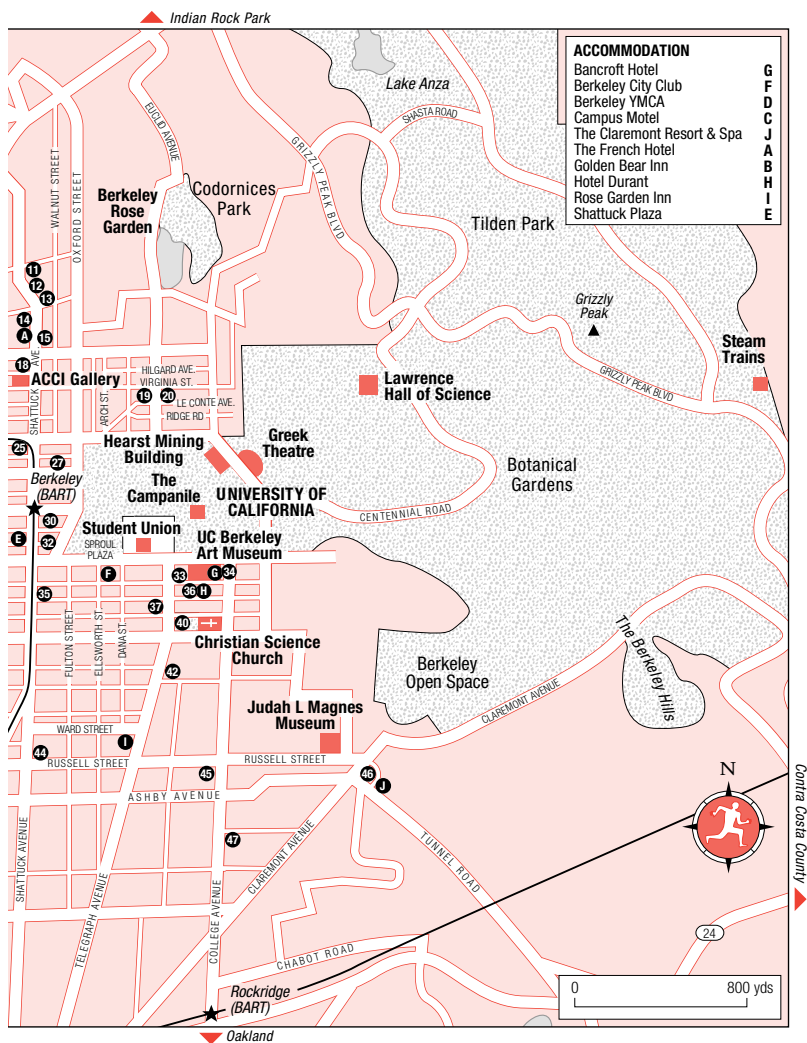 Indian Rock Park
ACCOMMODATION
Bancroft Hotel G
Berkeley City Club F
Berkeley YMCA D
Campus Motel C
The Claremont Resort & Spa J
The French Hotel A
Golden Bear Inn B
Hotel Durant H
Rose Garden Inn I
Shattuck Plaza E
Lake Anza
SHASTA ROAD
EUCLID AVENUE
GRIZZLY PEAK BLVD
WALNUT STREET
OXFORD STREET
Berkeley
Rose
Garden
Codornices
Park
Tilden Park
11
12
13
14
A
15
Grizzly
Peak
Steam
Trains
18
ACCI Gallery
SHATTUCK AVE
ARCH ST.
HILGARD AVE.
VIRGINIA ST.
19
20
LE CONTE AVE.
RIDGE RD
Lawrence
Hall of Science
GRIZZLY PEAK BLVD
25
27
Hearst Mining
Building
Greek
Theatre
Botanical
Gardens
Berkeley
(BART)
The
Campanile
UNIVERSITY OF
CALIFORNIA
CENTENNIAL ROAD
30
E
32
Student Union
SPROUL
PLAZA
UC Berkeley
Art Museum
F
33
G
34
35
36
H
37
40
FULTON STREET
ELLSWORTH ST.
DANA ST.
Christian Science
Church
42
Berkeley
Open Space
The Berkeley Hills
CLAREMONT AVENUE
Judah L Magnes
Museum
WARD STREET
I
44
RUSSELL STREET
RUSSELL STREET
45
46
J
ASHBY AVENUE
N
47
SHATTUCK AVENUE
TELEGRAPH AVENUE
COLLEGE AVENUE
CLAREMONT AVENUE
TUNNEL ROAD
Contra Costa County
24
CHABOT ROAD
Rockridge
(BART)
0 800 yds
Oakland